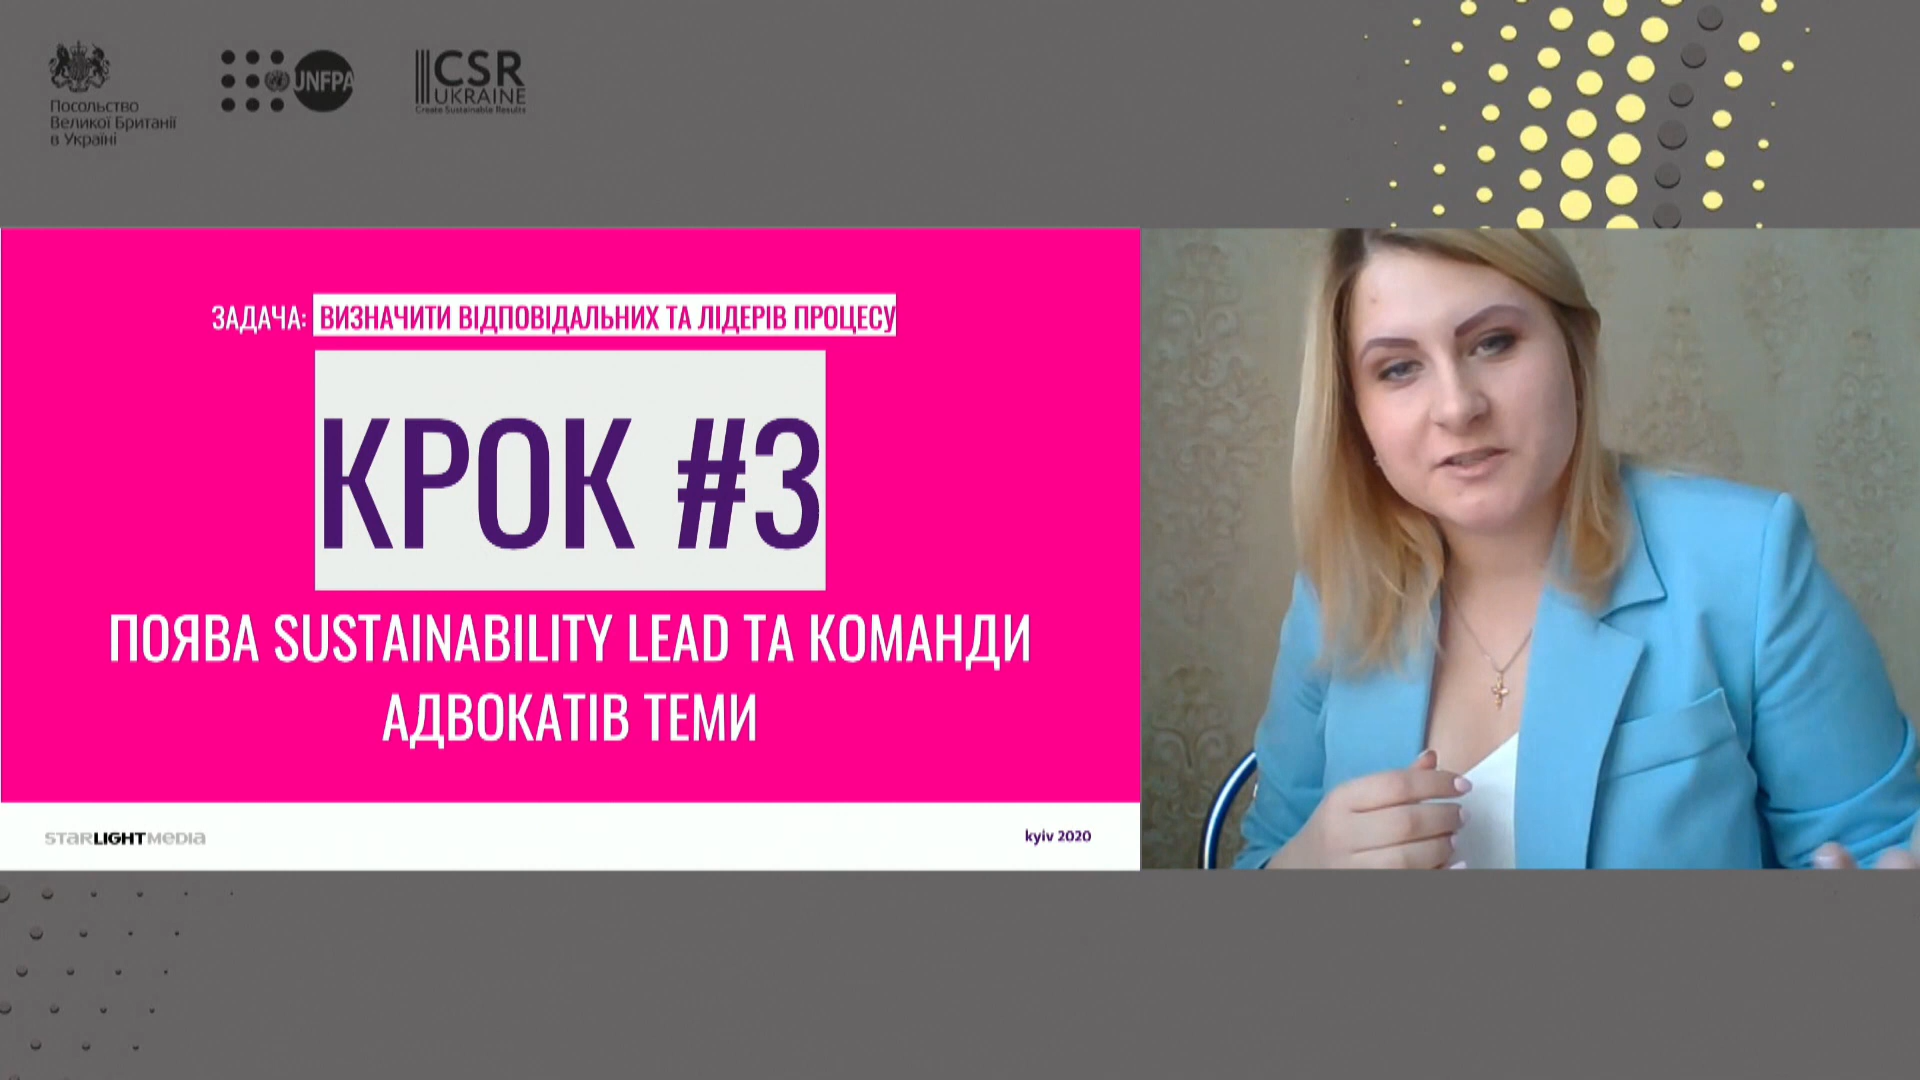 Посольство
Великої Британії
в Україні
UNFPA
CSR
UKRAINE
Create Sustainable Results
ЗАДАЧА: ВИЗНАЧИТИ ВІДПОВІДАЛЬНИХ ТА ЛІДЕРІВ ПРОЦЕСУ
КРОК #3
ПОЯВА SUSTAINABILITY LEAD ТА КОМАНДИ
АДВОКАТІВ ТЕМИ
STARLIGHTMEDIA
kyiv 2020